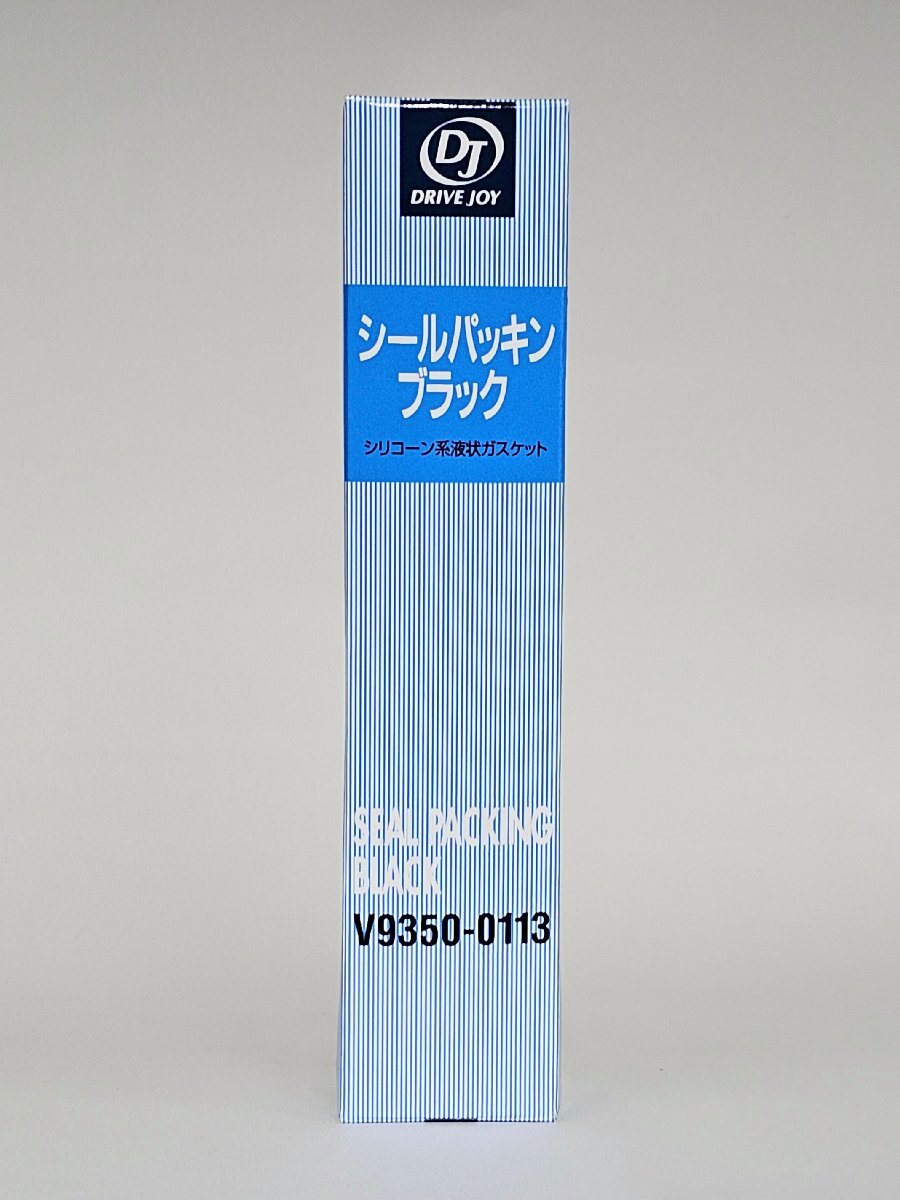 DJ
DRIVE JOY
シールパッキン
ブラック
シリコーン系液状ガスケット
SEAL PACKING
BLACK
V9350-0113